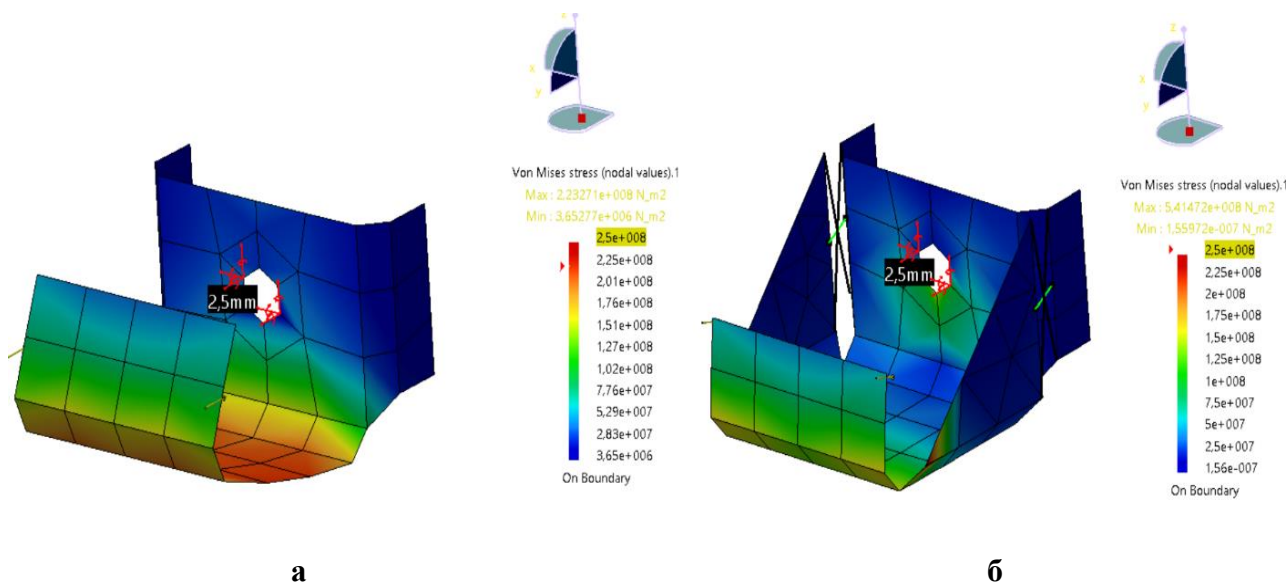 z
x
y
Von Mises stress (nodal values).1
Max : 2,23271e+008 N_m2
Min : 3,65277e+006 N_m2
2,5e+008
2,25e+008
2,01e+008
1,76e+008
1,51e+008
1,27e+008
1,02e+008
7,76e+007
5,29e+007
2,83e+007
3,65e+006
On Boundary
2,5mm
а
z
x
y
Von Mises stress (nodal values).1
Max : 5,41472e+008 N_m2
Min : 1,55972e-007 N_m2
2,5e+008
2,25e+008
2e+008
1,75e+008
1,5e+008
1,25e+008
1e+008
7,5e+007
5e+007
2,5e+007
1,56e-007
On Boundary
2,5mm
б